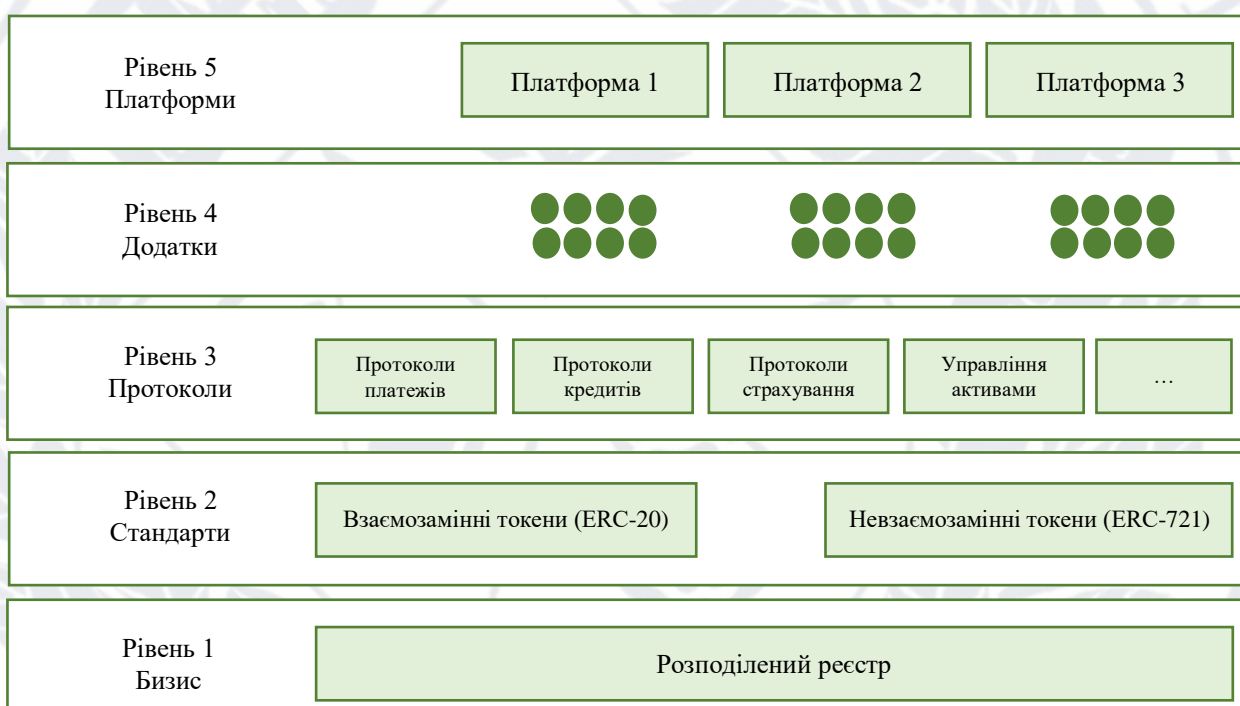 Рівень 5
Платформи
Платформа 1
Платформа 2
Платформа 3
Рівень 4
Додатки
Рівень 3
Протоколи
Протоколи
платежів
Протоколи
кредитів
Протоколи
страхування
Управління
активами
…
Рівень 2
Стандарти
Взаємозамінні токени (ERC-20)
Невзаємозамінні токени (ERC-721)
Рівень 1
Бизис
Розподілений реєстр